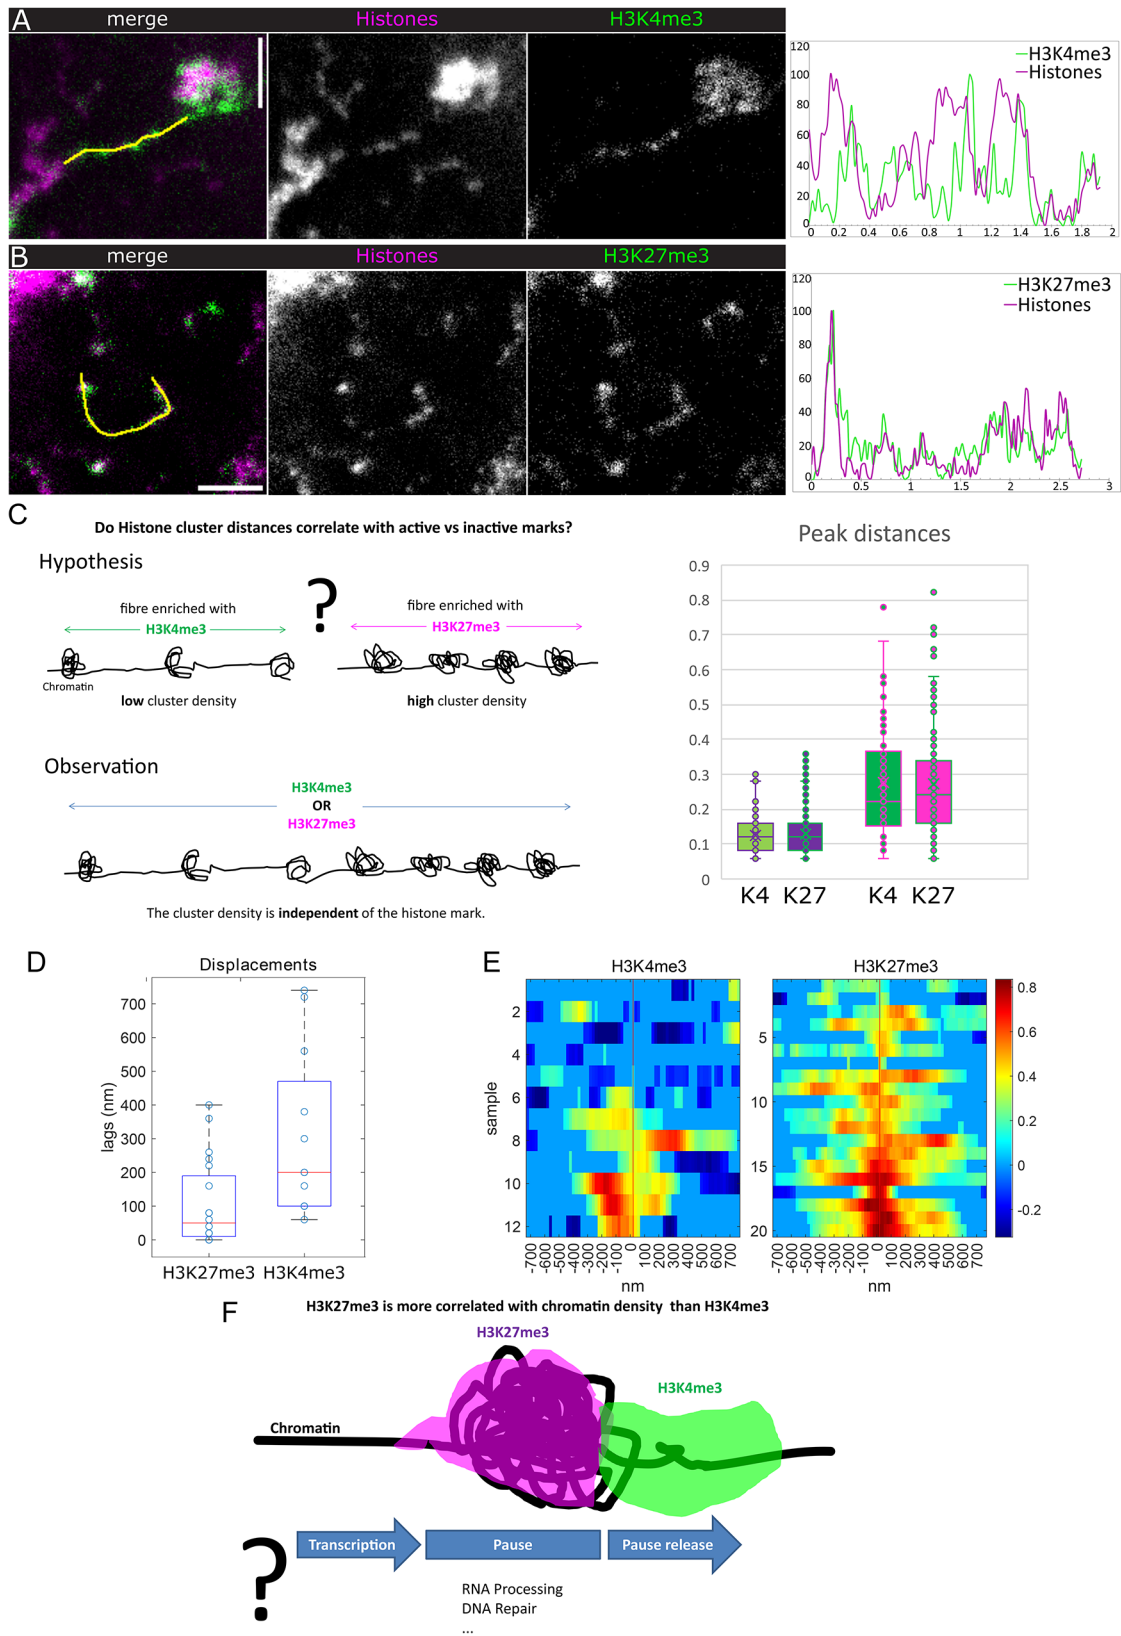 A
merge
Histones
H3K4me3
120
100
80
60
40
20
0
H3K4me3
Histones
0 0.2 0.4 0.6 0.8 1 1.2 1.4 1.6 1.8 2
B
merge
Histones
H3K27me3
120
100
80
60
40
20
0
H3K27me3
Histones
0 0.5 1 1.5 2 2.5 3
C
Do Histone cluster distances correlate with active vs inactive marks?
Hypothesis
?
fibre enriched with
H3K4me3
Chromatin
low cluster density
fibre enriched with
H3K27me3
high cluster density
Observation
H3K4me3
OR
H3K27me3
The cluster density is independent of the histone mark.
Peak distances
0.9
0.8
0.7
0.6
0.5
0.4
0.3
0.2
0.1
0
K4 K27 K4 K27
D
Displacements
lags (nm)
700
600
500
400
300
200
100
0
H3K27me3 H3K4me3
E
H3K4me3
sample
2
4
6
8
10
12
-700 -600 -500 -400 -300 -200 -100 0 100 200 300 400 500 600 700
nm
H3K27me3
5
10
15
20
-700 -600 -500 -400 -300 -200 -100 0 100 200 300 400 500 600 700
nm
0.8
0.6
0.4
0.2
0
-0.2
F
H3K27me3 is more correlated with chromatin density than H3K4me3
H3K27me3
H3K4me3
Chromatin
?
Transcription
Pause
Pause release
RNA Processing
DNA Repair
...